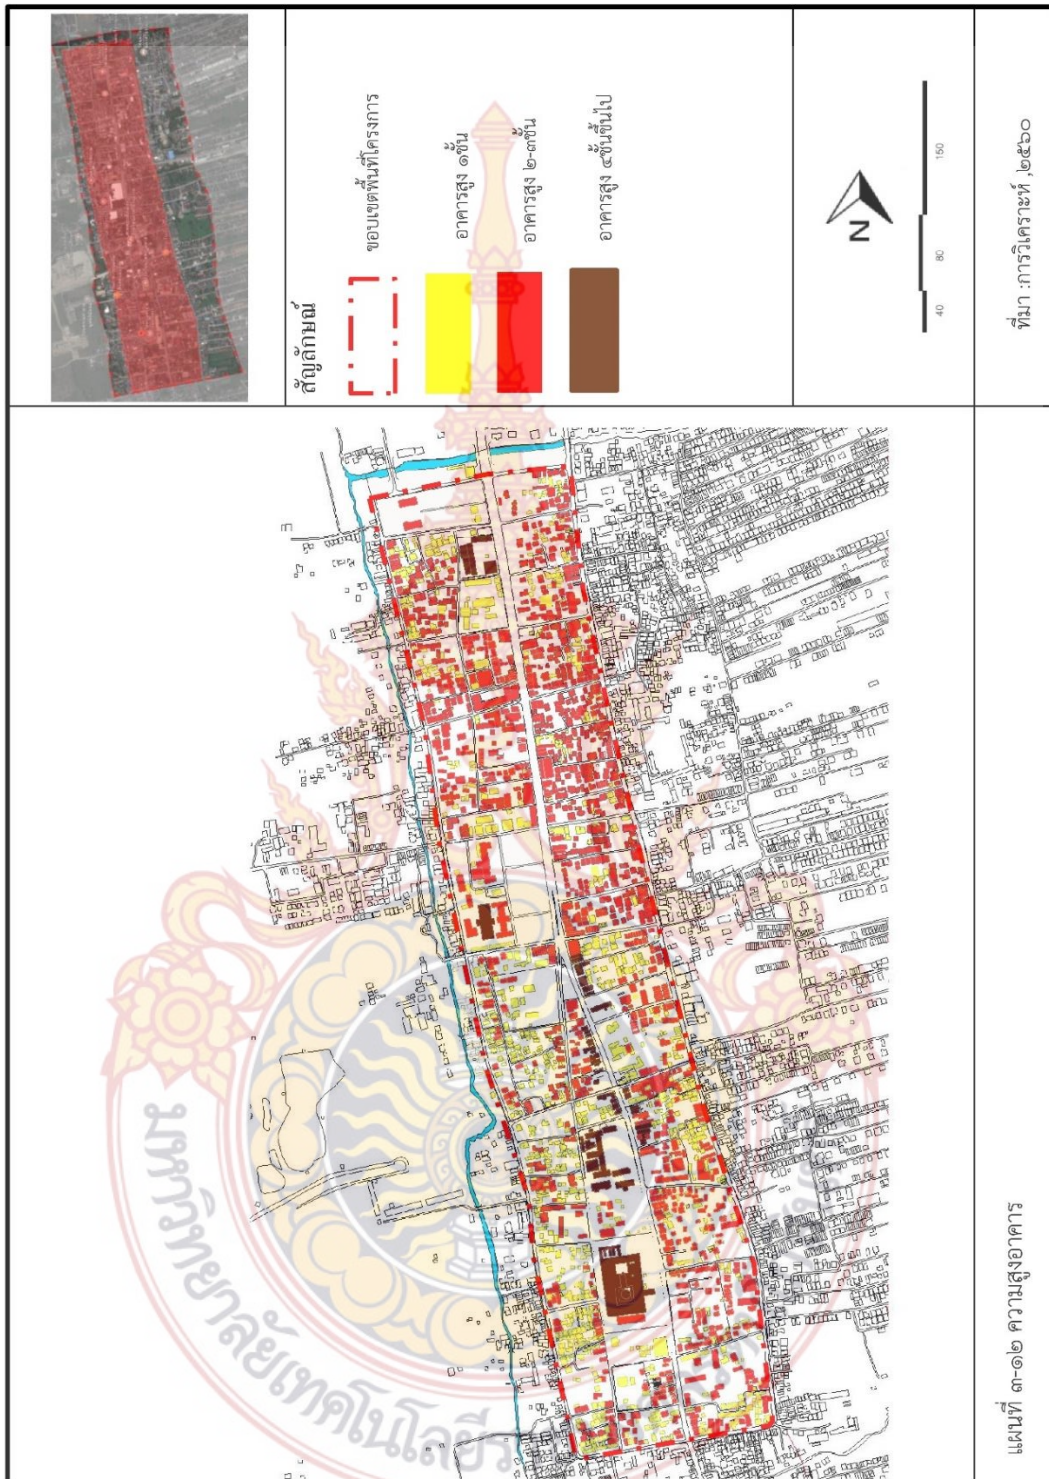 สัญลักษณ์
ขอบเขตพื้นที่โครงการ
อาคารสูง ๑ชั้น
อาคารสูง ๒-๓ชั้น
อาคารสูง ๔ชั้นขึ้นไป
N
40 80 150
ที่มา :การวิเคราะห์ ,๒๕๖๐
แผนที่ ๓-๑๒ ความสูงอาคาร
มหาวิทยาลัยเทคโนโลยีรา